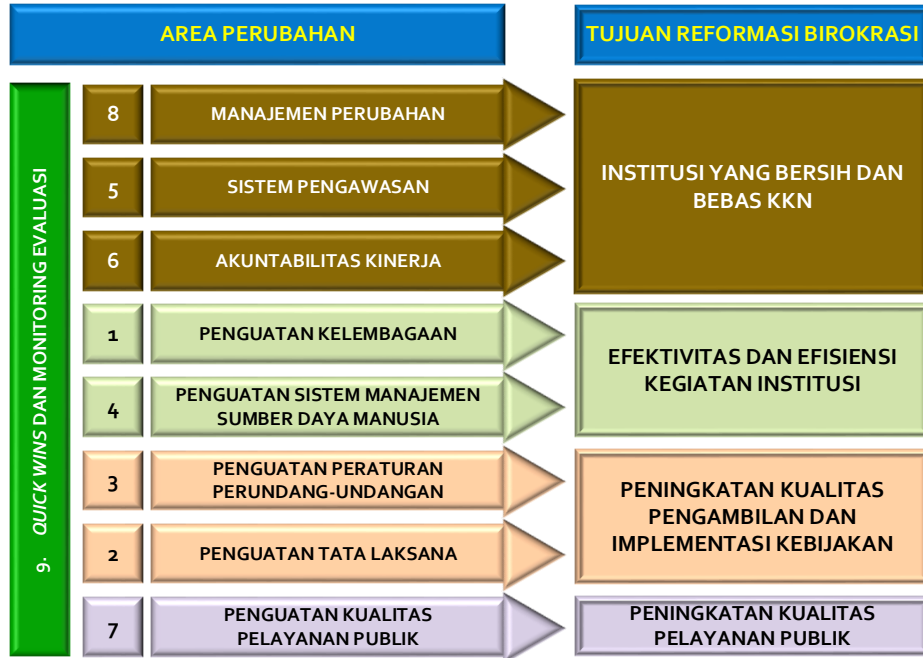 AREA PERUBAHAN
TUJUAN REFORMASI BIROKRASI
9. QUICK WINS DAN MONITORING EVALUASI
8
MANAJEMEN PERUBAHAN
5
SISTEM PENGAWASAN
6
AKUNTABILITAS KINERJA
INSTITUSI YANG BERSIH DAN
BEBAS KKN
1
PENGUATAN KELEMBAGAAN
4
PENGUATAN SISTEM MANAJEMEN
SUMBER DAYA MANUSIA
EFEKTIVITAS DAN EFISIENSI
KEGIATAN INSTITUSI
3
PENGUATAN PERATURAN
PERUNDANG-UNDANGAN
2
PENGUATAN TATA LAKSANA
PENINGKATAN KUALITAS
PENGAMBILAN DAN
IMPLEMENTASI KEBIJAKAN
7
PENGUATAN KUALITAS
PELAYANAN PUBLIK
PENINGKATAN KUALITAS
PELAYANAN PUBLIK